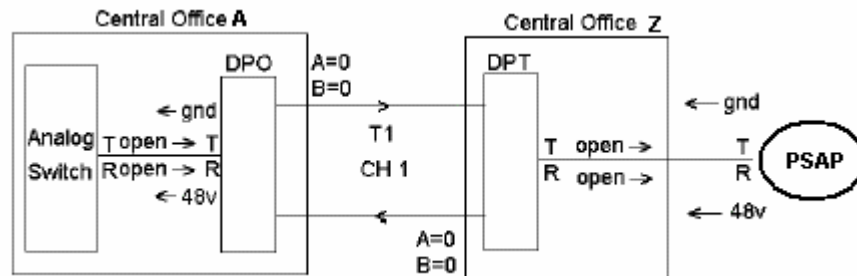 Central Office A
Central Office Z
DPO
A=0
B=0
DPT
← gnd
← gnd
Analog
Switch
T open → T
R open → R
T1
CH 1
T open →
R open →
T
R
PSAP
← 48v
← 48v
A=0
B=0